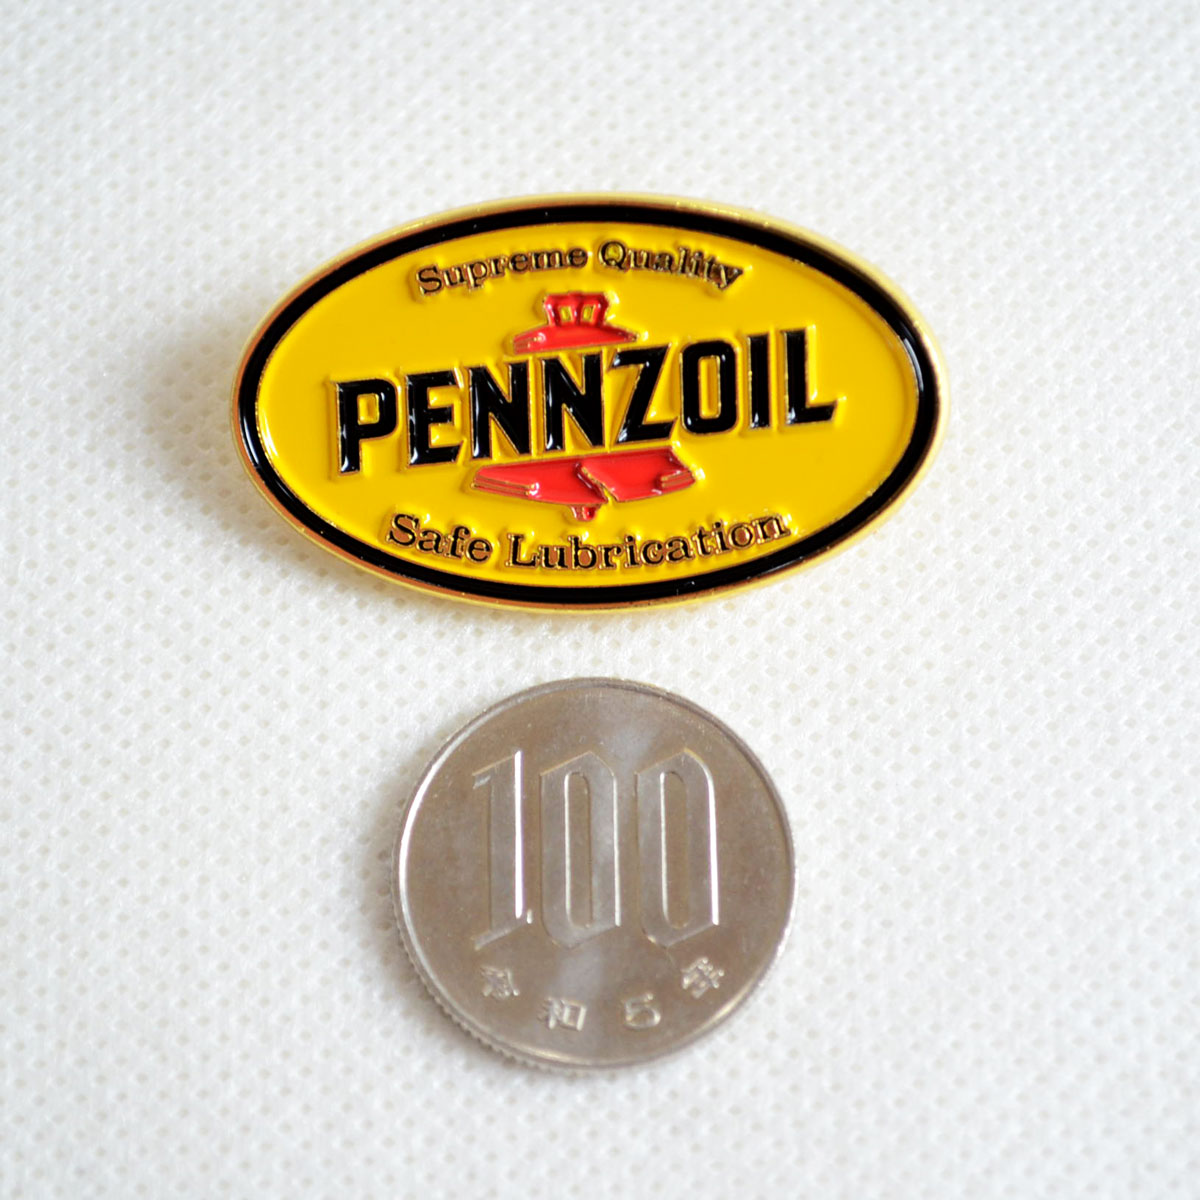 Supreme Quality
PENNZOIL
Safe Lubrication
100
令和5年